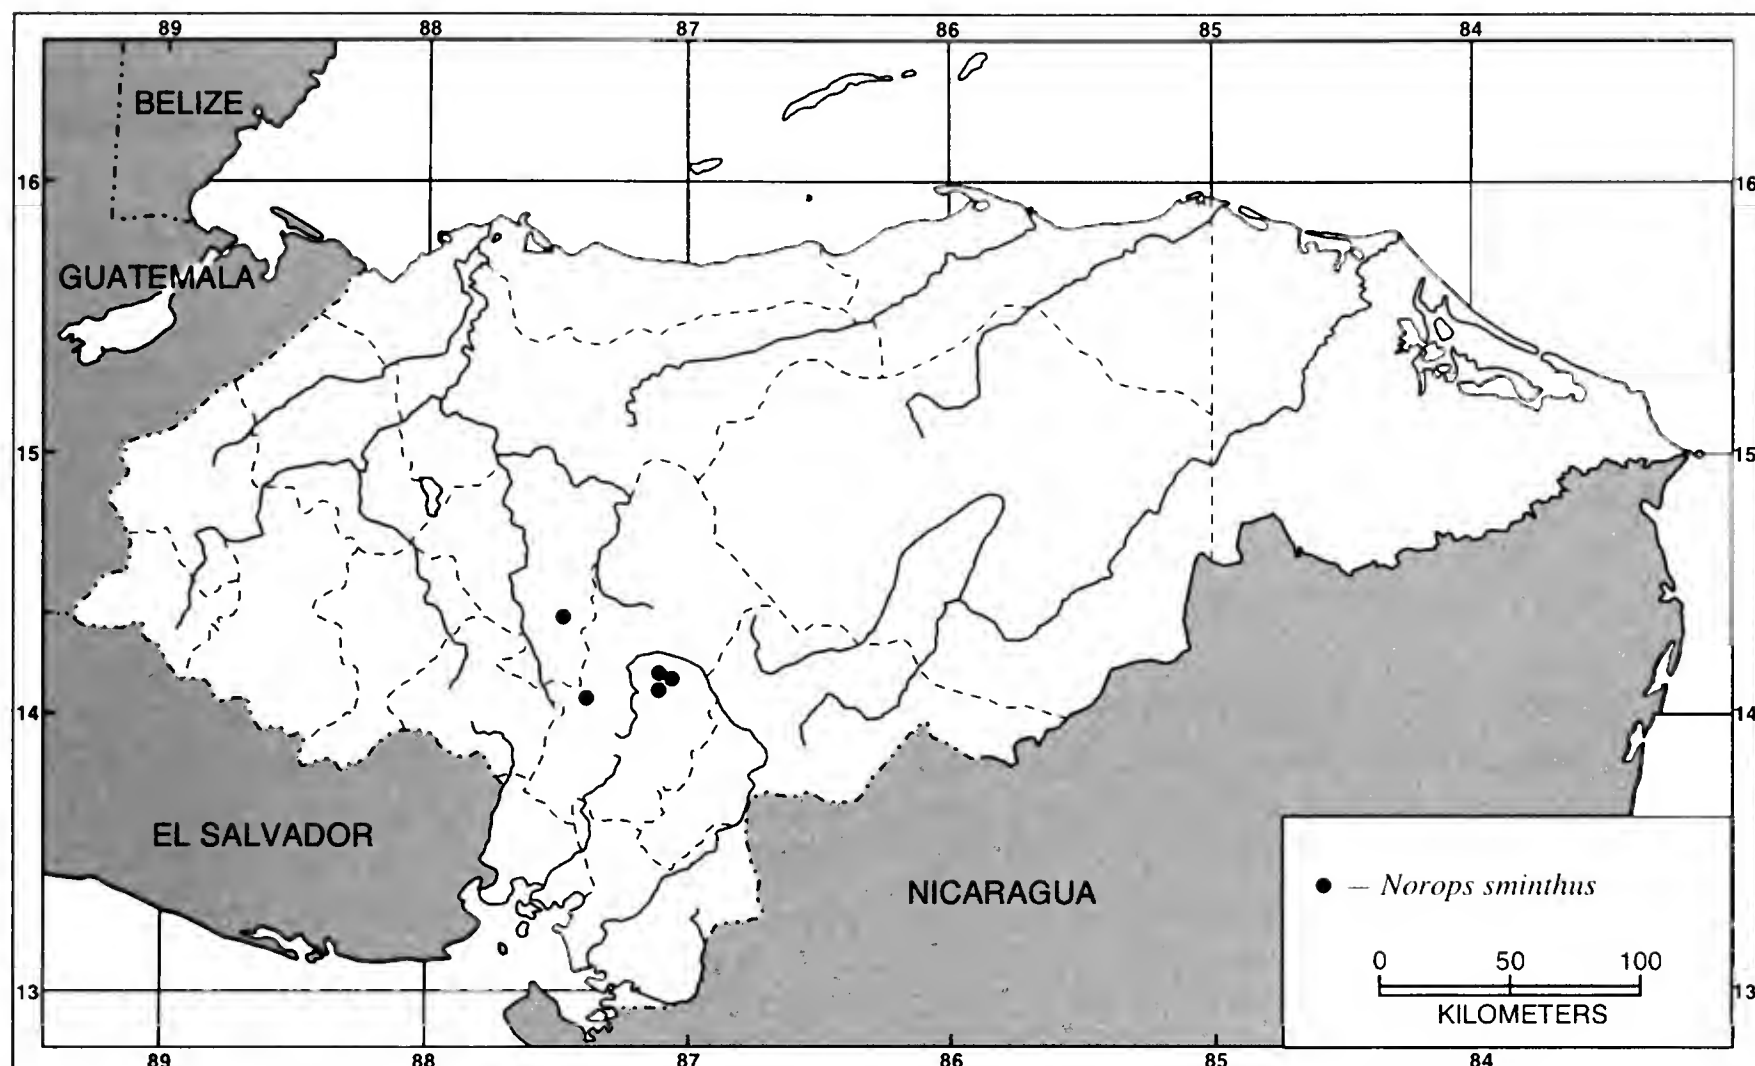 89 88 87 86 85 84
BELIZE
16 16
GUATEMALA
15 15
14 14
EL SALVADOR
NICARAGUA
● — Norops sminthus
0 50 100
KILOMETERS
13 13
89 88 87 86 85 84